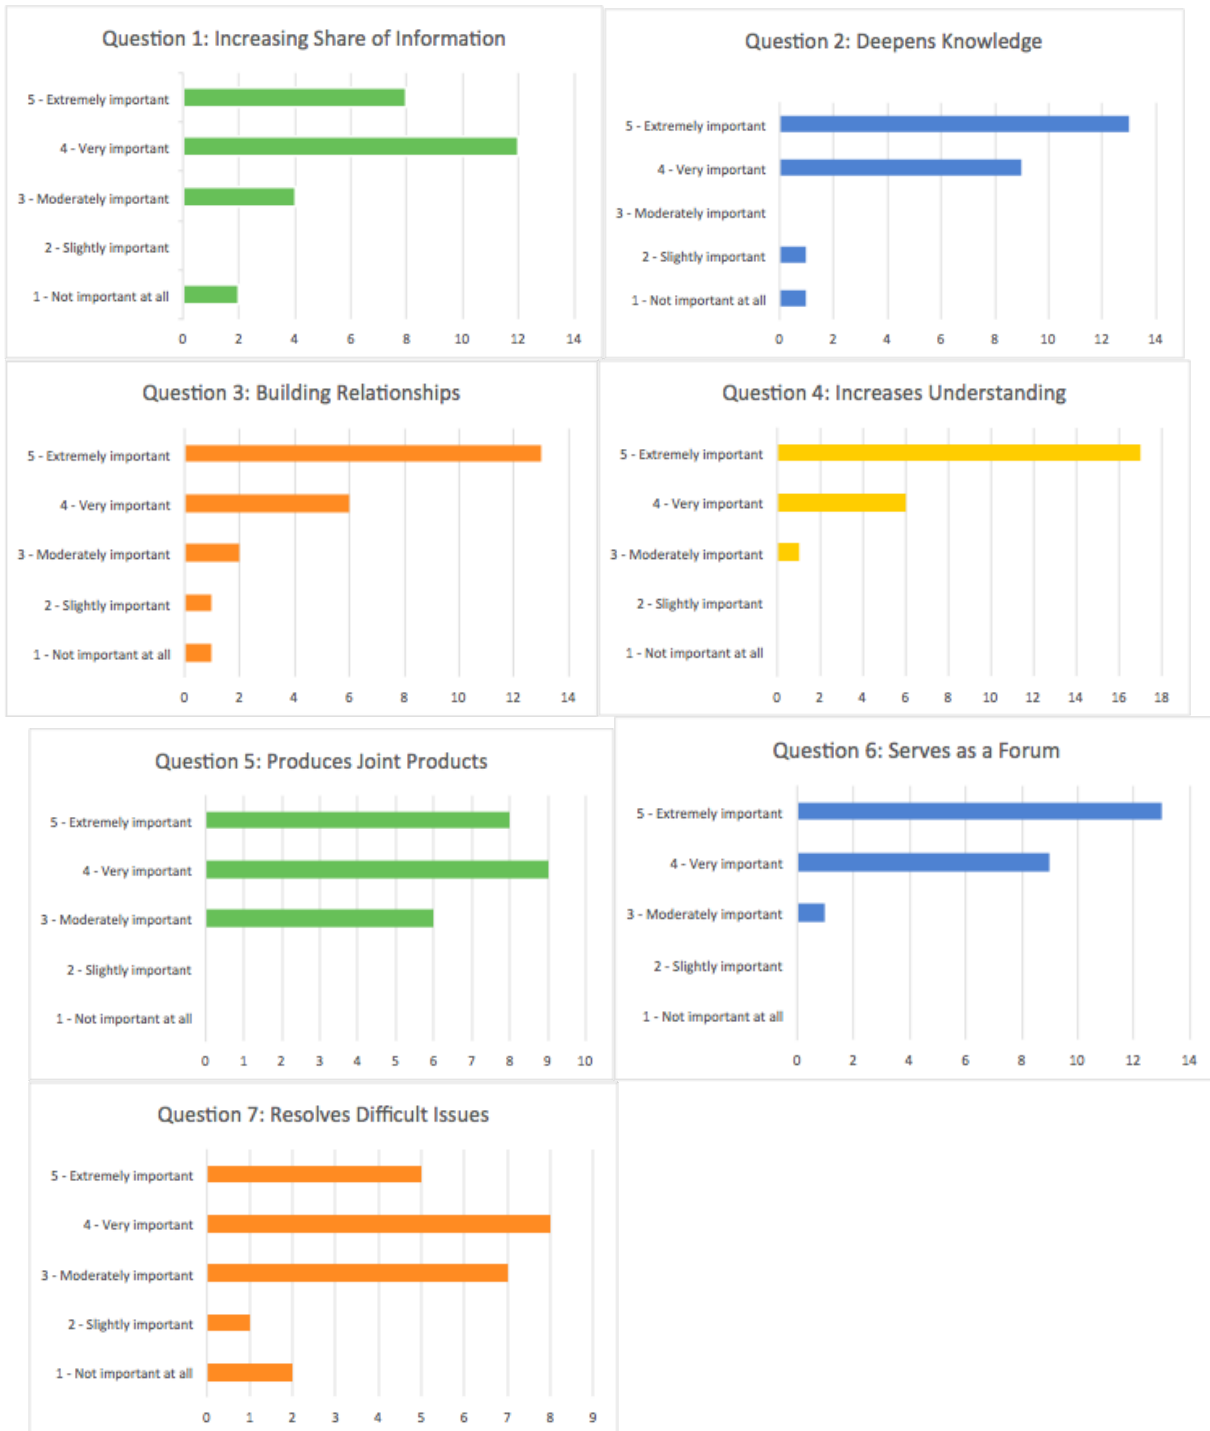 Question 1: Increasing Share of Information
5 - Extremely important
4 - Very important
3 - Moderately important
2 - Slightly important
1 - Not important at all
0 2 4 6 8 10 12 14
Question 2: Deepens Knowledge
5 - Extremely important
4 - Very important
3 - Moderately important
2 - Slightly important
1 - Not important at all
0 2 4 6 8 10 12 14
Question 3: Building Relationships
5 - Extremely important
4 - Very important
3 - Moderately important
2 - Slightly important
1 - Not important at all
0 2 4 6 8 10 12 14
Question 4: Increases Understanding
5 - Extremely important
4 - Very important
3 - Moderately important
2 - Slightly important
1 - Not important at all
0 2 4 6 8 10 12 14 16 18
Question 5: Produces Joint Products
5 - Extremely important
4 - Very important
3 - Moderately important
2 - Slightly important
1 - Not important at all
0 1 2 3 4 5 6 7 8 9 10
Question 6: Serves as a Forum
5 - Extremely important
4 - Very important
3 - Moderately important
2 - Slightly important
1 - Not important at all
0 2 4 6 8 10 12 14
Question 7: Resolves Difficult Issues
5 - Extremely important
4 - Very important
3 - Moderately important
2 - Slightly important
1 - Not important at all
0 1 2 3 4 5 6 7 8 9